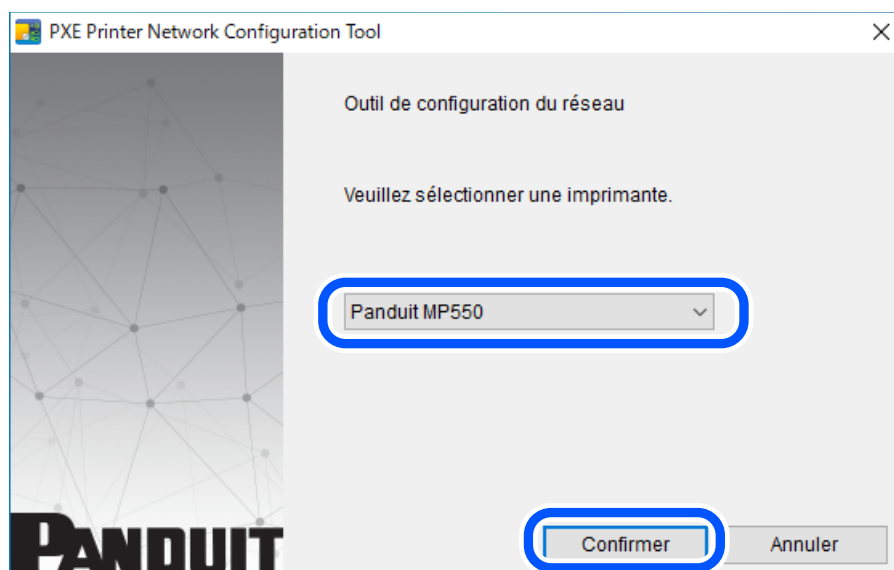 PXE Printer Network Configuration Tool
Outil de configuration du réseau
Veuillez sélectionner une imprimante.
Panduit MP550
PANDUIT
Confirmer
Annuler